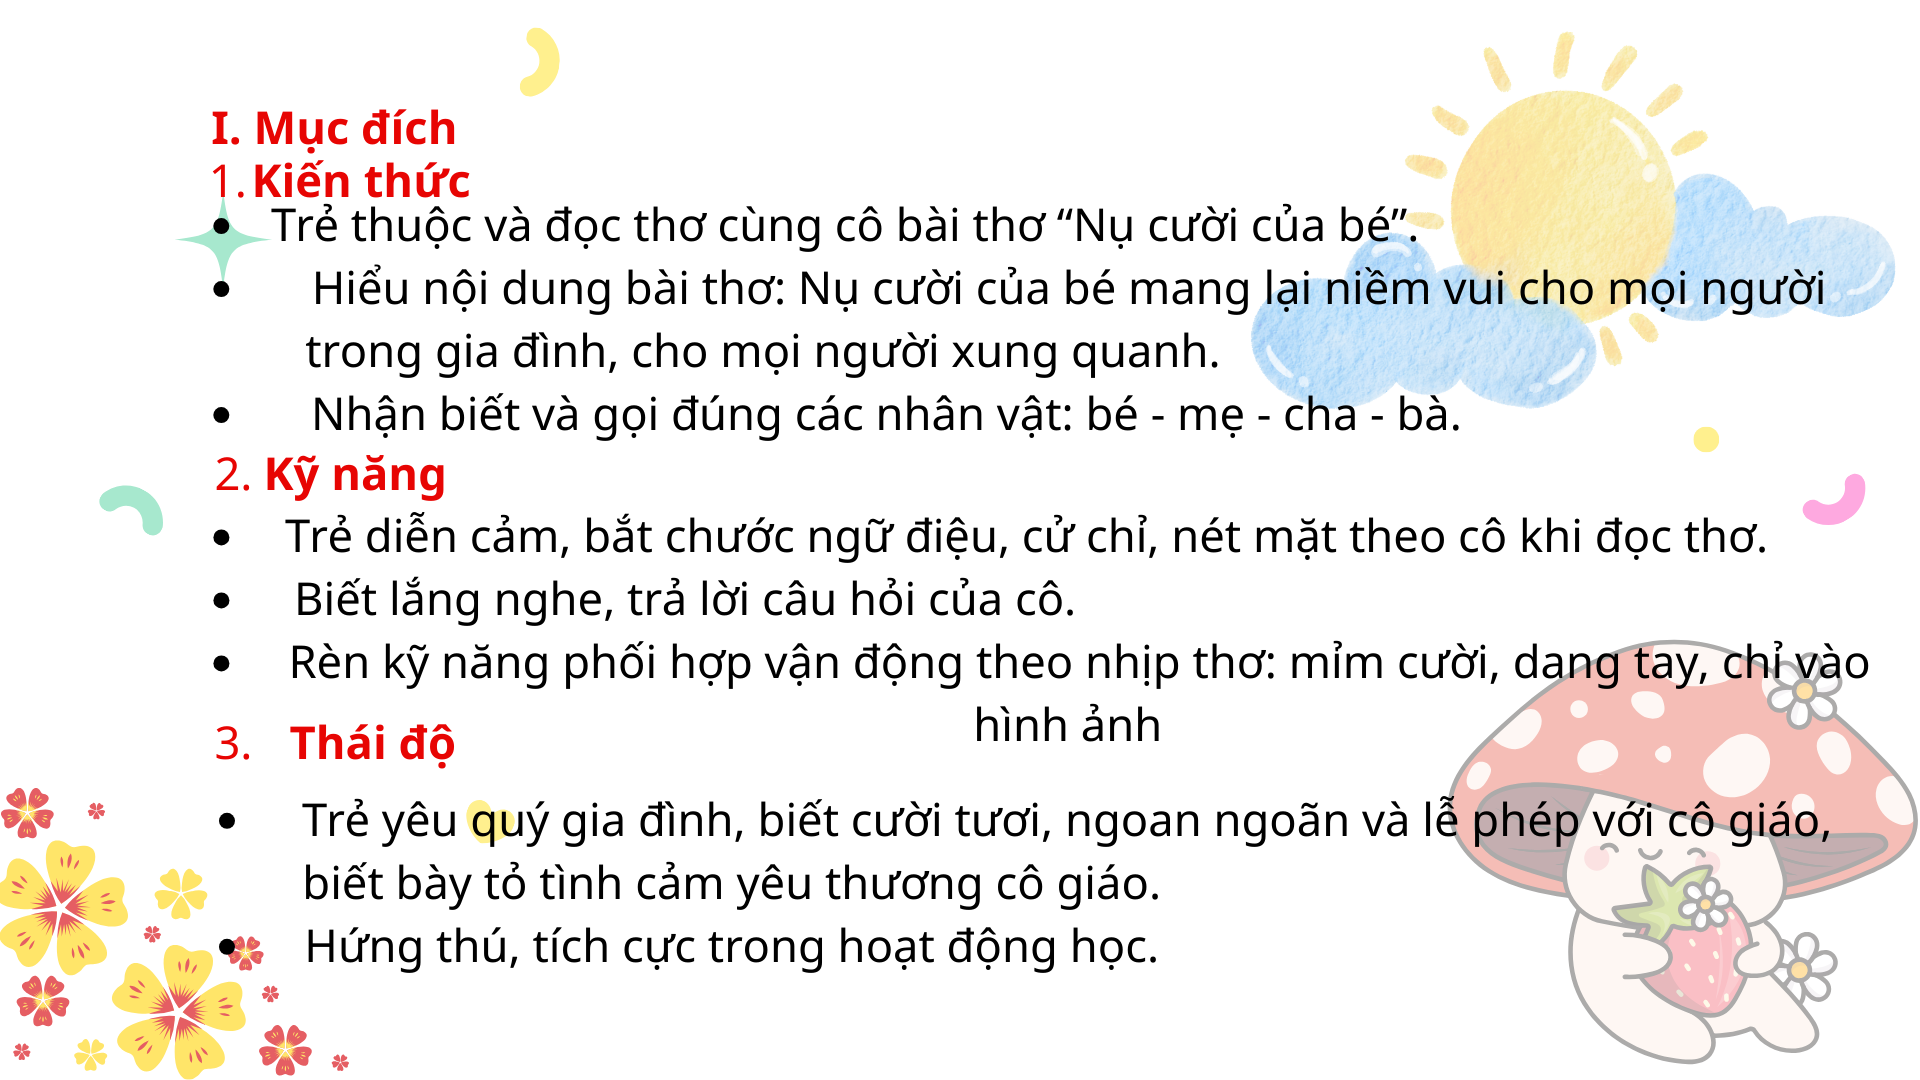 I. Mục đích
1. Kiến thức
• Trẻ thuộc và đọc thơ cùng cô bài thơ “Nụ cười của bé”.
• Hiểu nội dung bài thơ: Nụ cười của bé mang lại niềm vui cho mọi người
trong gia đình, cho mọi người xung quanh.
• Nhận biết và gọi đúng các nhân vật: bé - mẹ - cha - bà.
2. Kỹ năng
• Trẻ diễn cảm, bắt chước ngữ điệu, cử chỉ, nét mặt theo cô khi đọc thơ.
• Biết lắng nghe, trả lời câu hỏi của cô.
• Rèn kỹ năng phối hợp vận động theo nhịp thơ: mỉm cười, dang tay, chỉ vào
hình ảnh
3. Thái độ
• Trẻ yêu quý gia đình, biết cười tươi, ngoan ngoãn và lễ phép với cô giáo,
biết bày tỏ tình cảm yêu thương cô giáo.
• Hứng thú, tích cực trong hoạt động học.